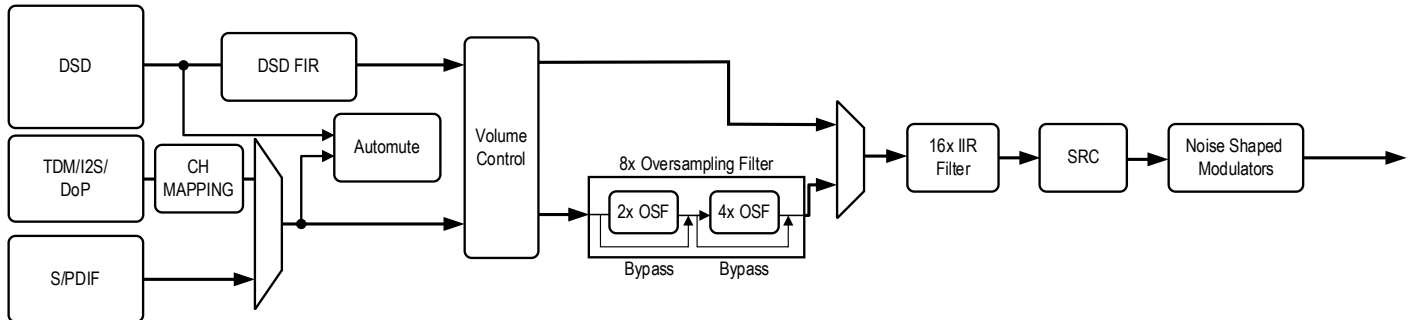 DSD
DSD FIR
TDM/I2S/
DoP
CH
MAPPING
Automute
S/PDIF
Volume
Control
8x Oversampling Filter
2x OSF
4x OSF
Bypass
Bypass
16x IIR
Filter
SRC
Noise Shaped
Modulators